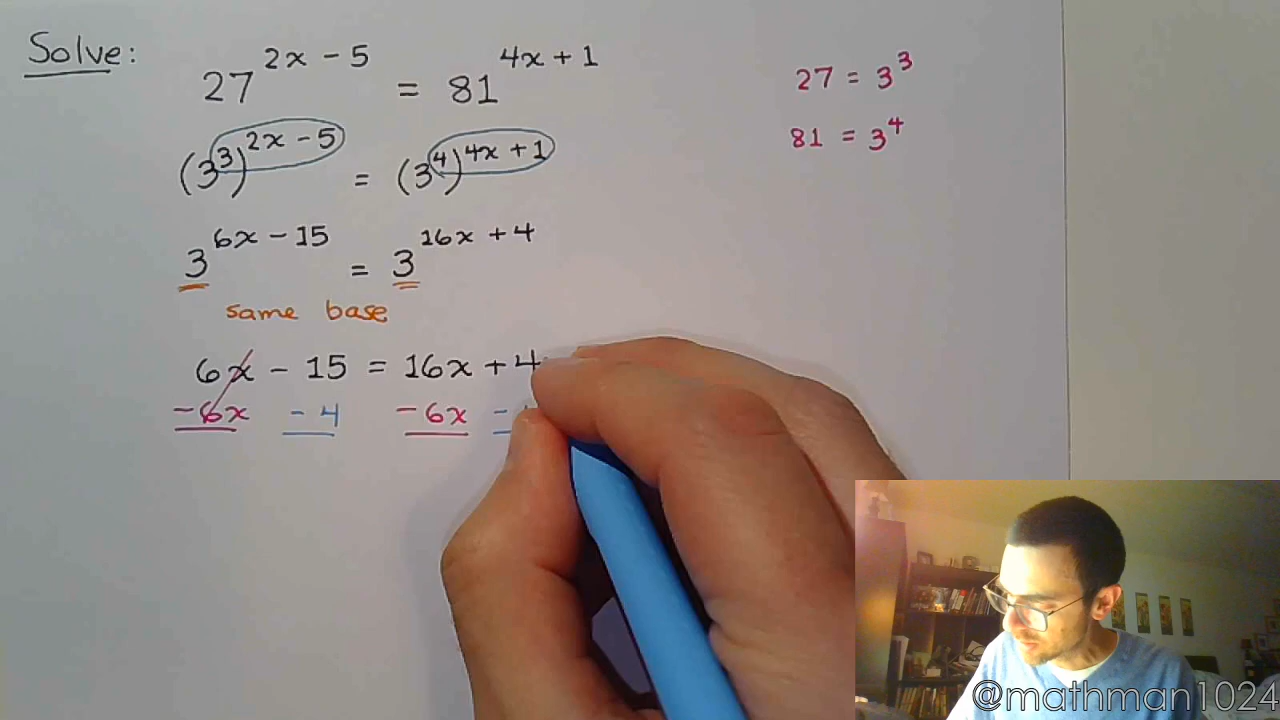 Solve:
27^(2x − 5) = 81^(4x + 1)
27 = 3^3
81 = 3^4
(3^3)^(2x − 5) = (3^4)^(4x + 1)
3^(6x − 15) = 3^(16x + 4)
same base
6x − 15 = 16x + 4
−6x − 4 −6x −
@mathman1024